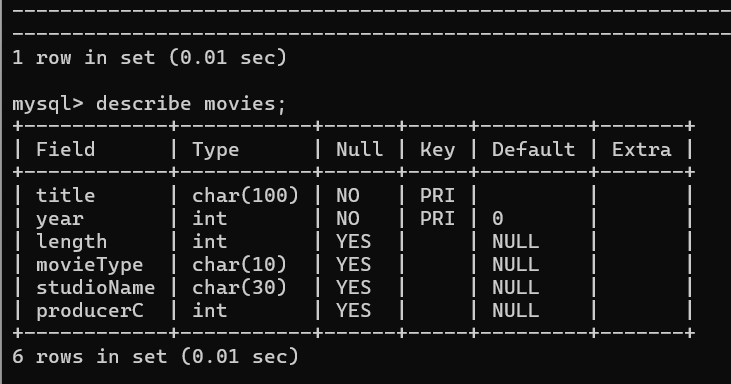 --------------------------------------------------------------
--------------------------------------------------------------
1 row in set (0.01 sec)

mysql> describe movies;
+------------+-----------+------+-----+---------+-------+
| Field      | Type      | Null | Key | Default | Extra |
+------------+-----------+------+-----+---------+-------+
| title      | char(100) | NO   | PRI |         |       |
| year       | int       | NO   | PRI | 0       |       |
| length     | int       | YES  |     | NULL    |       |
| movieType  | char(10)  | YES  |     | NULL    |       |
| studioName | char(30)  | YES  |     | NULL    |       |
| producerC  | int       | YES  |     | NULL    |       |
+------------+-----------+------+-----+---------+-------+
6 rows in set (0.01 sec)